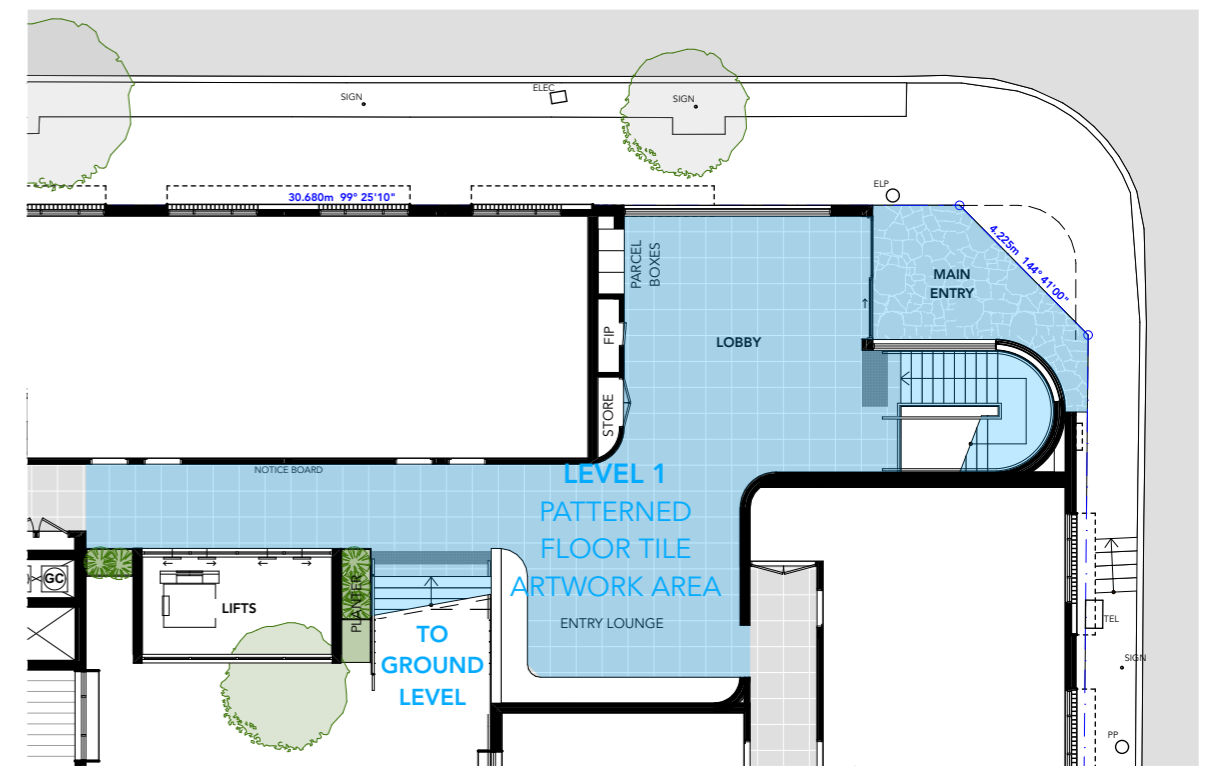 SIGN
ELEC
SIGN
ELP
30.680m 99° 25'10"
4.225m 144° 41'00"
PARCEL
BOXES
MAIN
ENTRY
FIP
LOBBY
STORE
NOTICE BOARD
LEVEL 1
PATTERNED
FLOOR TILE
ARTWORK AREA
GC
LIFTS
PLANTER
ENTRY LOUNGE
TO
GROUND
LEVEL
TEL
SIGN
PP